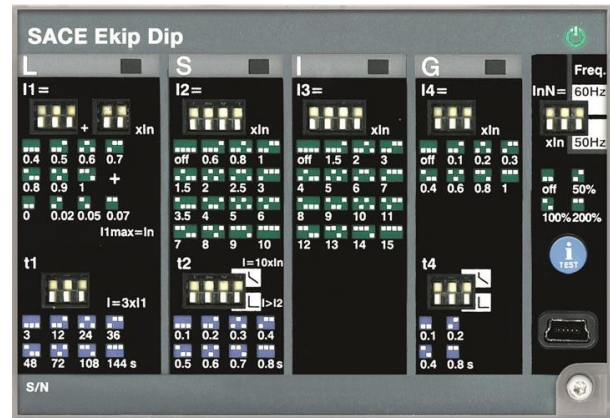 SACE Ekip Dip
L
I1=
+ xIn
0.4 0.5 0.6 0.7
0.8 0.9 1 +
0 0.02 0.05 0.07
I1max=In
t1
I=3xI1
3 12 24 36
48 72 108 144 s
S
I2=
xIn
off 0.6 0.8 1
1.5 2 2.5 3
3.5 4 5 6
7 8 9 10
t2
I=10xIn
I>I2
0.1 0.2 0.3 0.4
0.5 0.6 0.7 0.8 s
I
I3=
xIn
off 1.5 2 3
4 5 6 7
8 9 10 11
12 13 14 15
G
I4=
xIn
off 0.1 0.2 0.3
0.4 0.6 0.8 1
t4
0.1 0.2
0.4 0.8 s
Freq.
InN= 60Hz
xIn 50Hz
off 50%
100% 200%
i
TEST
S/N